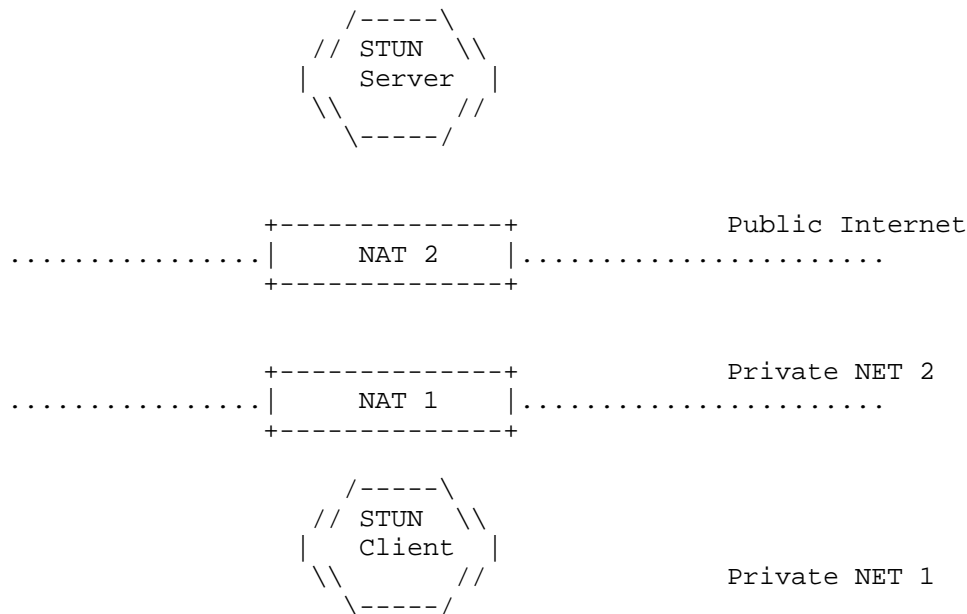 /-----\
// STUN \\
| Server |
\\ //
\-----/
+--------------+ Public Internet
................| NAT 2 |.......................
+--------------+
+--------------+ Private NET 2
................| NAT 1 |.......................
+--------------+
/-----\
// STUN \\
| Client |
\\ // Private NET 1
\-----/